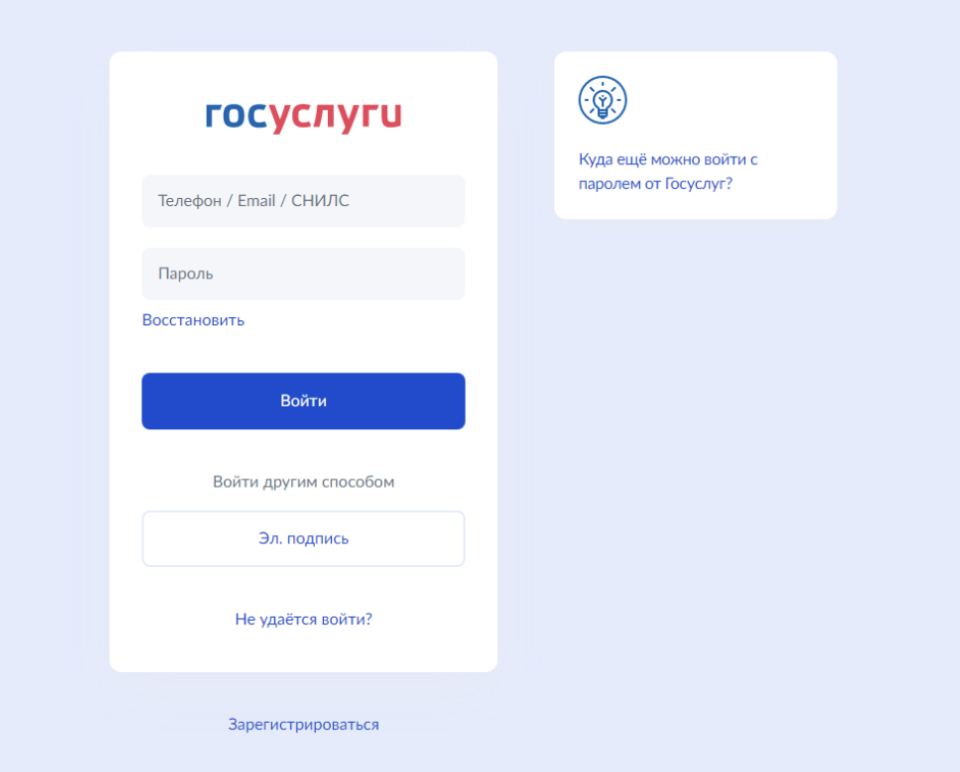 госуслуги
Телефон / Email / СНИЛС
Пароль
Восстановить
Войти
Войти другим способом
Эл. подпись
Не удаётся войти?
Зарегистрироваться
Куда ещё можно войти с
паролем от Госуслуг?